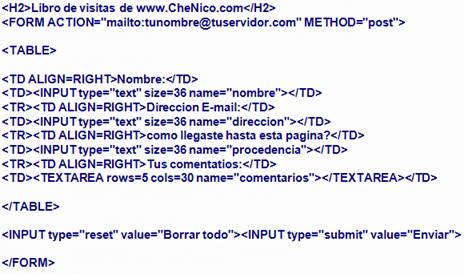 <H2>Libro de visitas de www.CheNico.com</H2>
<FORM ACTION="mailto:tunombre@tuservidor.com" METHOD="post">
<TABLE>
<TD ALIGN=RIGHT>Nombre:</TD>
<TD><INPUT type="text" size=36 name="nombre"></TD>
<TR><TD ALIGN=RIGHT>Direccion E-mail:</TD>
<TD><INPUT type="text" size=36 name="direccion"></TD>
<TR><TD ALIGN=RIGHT>como llegaste hasta esta pagina?</TD>
<TD><INPUT type="text" size=36 name="procedencia"></TD>
<TR><TD ALIGN=RIGHT>Tus comentatios:</TD>
<TD><TEXTAREA rows=5 cols=30 name="comentarios"></TEXTAREA></TD>
</TABLE>
<INPUT type="reset" value="Borrar todo"><INPUT type="submit" value="Enviar">
</FORM>